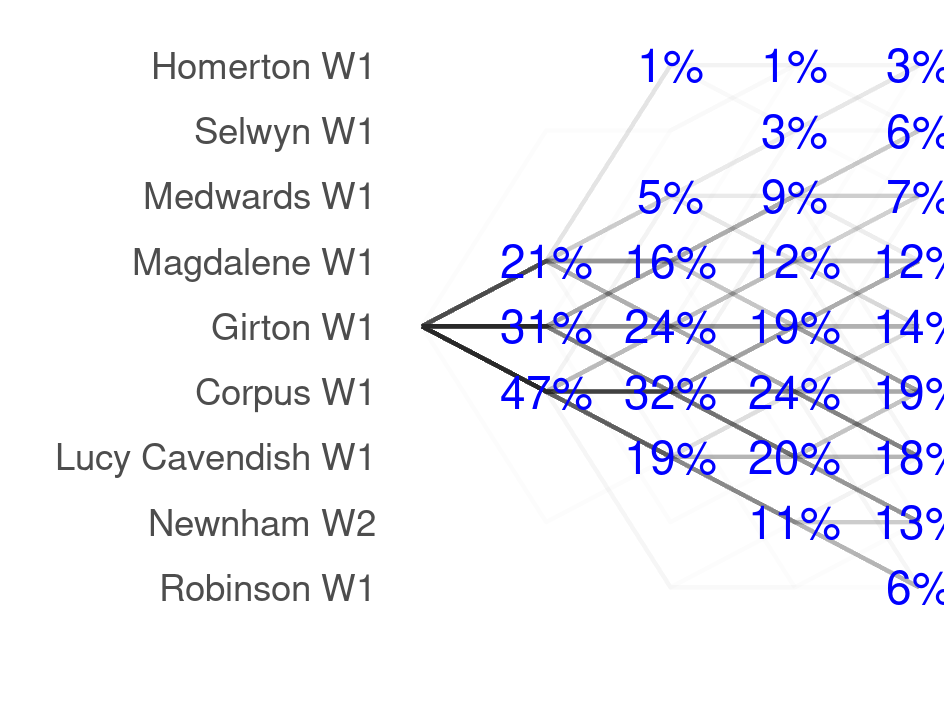 Homerton W1 1% 1% 3%
Selwyn W1 3% 6%
Medwards W1 5% 9% 7%
Magdalene W1 21% 16% 12% 12%
Girton W1 31% 24% 19% 14%
Corpus W1 47% 32% 24% 19%
Lucy Cavendish W1 19% 20% 18%
Newnham W2 11% 13%
Robinson W1 6%